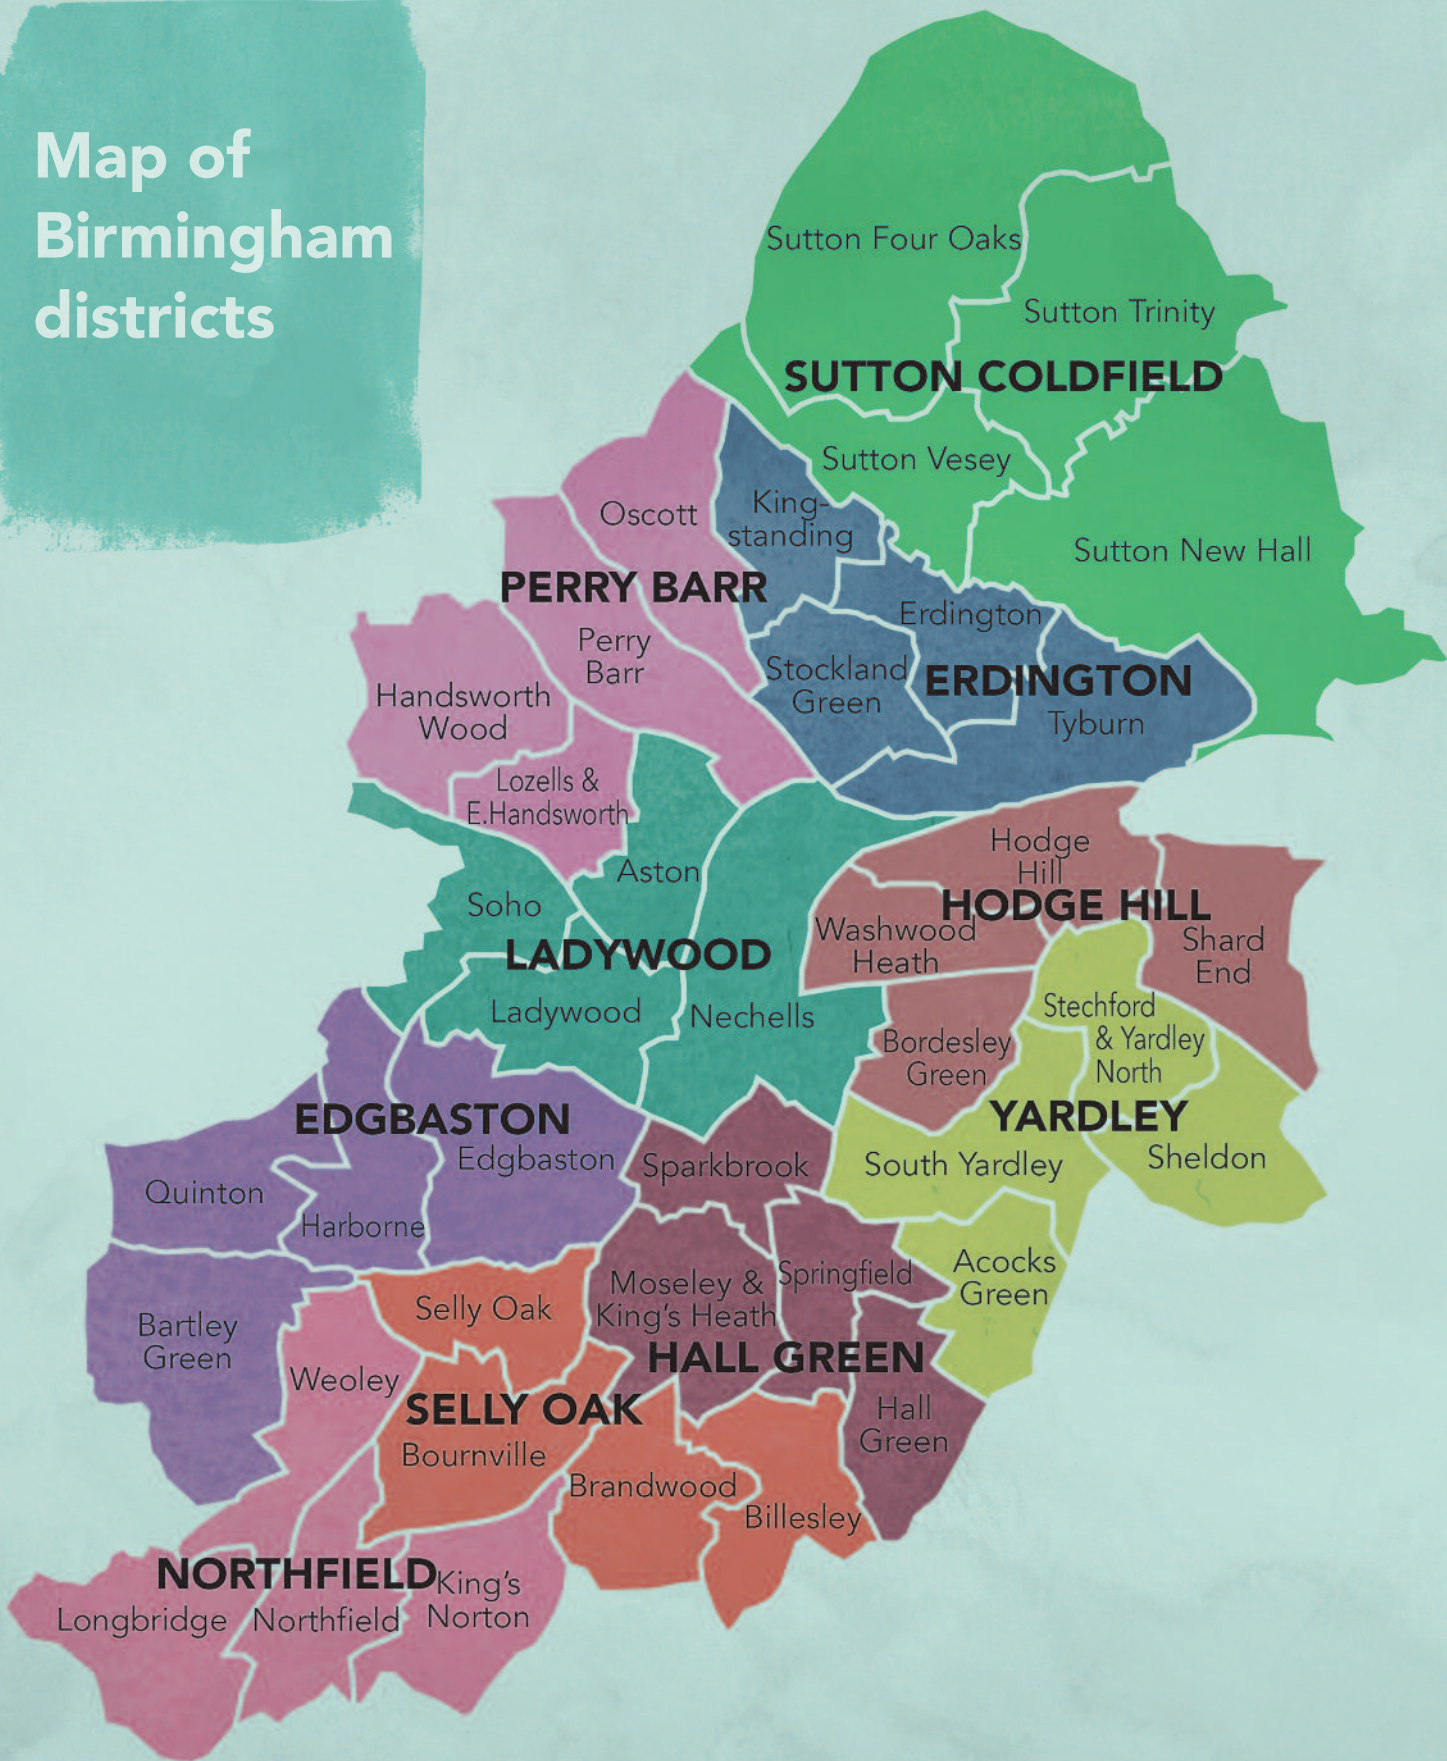 Map of
Birmingham
districts
Sutton Four Oaks
Sutton Trinity
SUTTON COLDFIELD
Sutton Vesey
King-
standing
Oscott
Sutton New Hall
PERRY BARR
Erdington
Perry
Barr
Stockland
Green
ERDINGTON
Tyburn
Handsworth
Wood
Lozells &
E.Handsworth
Hodge
Hill
Aston
Soho
HODGE HILL
Washwood
Heath
Shard
End
LADYWOOD
Ladywood
Nechells
Stechford
& Yardley
North
Bordesley
Green
EDGBASTON
YARDLEY
Edgbaston
Sparkbrook
South Yardley
Sheldon
Quinton
Harborne
Acocks
Green
Moseley &
King's Heath
Springfield
Selly Oak
Bartley
Green
HALL GREEN
Weoley
SELLY OAK
Hall
Green
Bournville
Brandwood
Billesley
NORTHFIELD
King's
Norton
Longbridge
Northfield